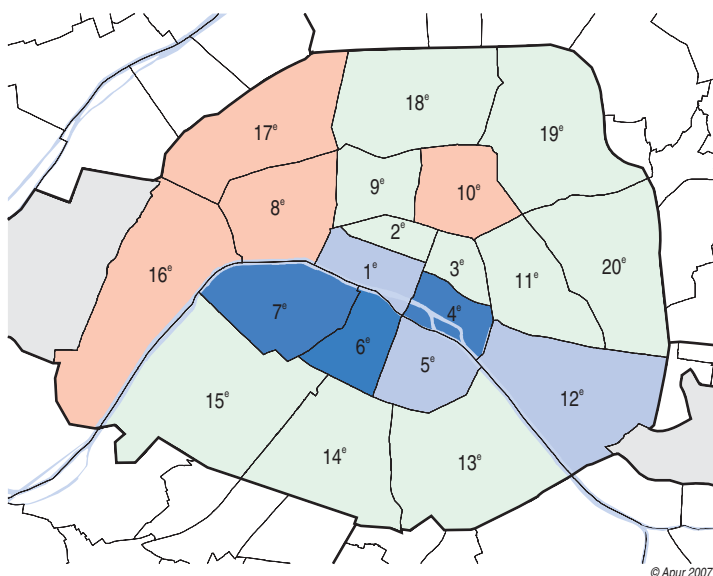 18ᵉ
17ᵉ
19ᵉ
9ᵉ
10ᵉ
8ᵉ
2ᵉ
16ᵉ
1ᵉ
3ᵉ
11ᵉ
20ᵉ
7ᵉ
4ᵉ
6ᵉ
5ᵉ
15ᵉ
12ᵉ
14ᵉ
13ᵉ
© Apur 2007